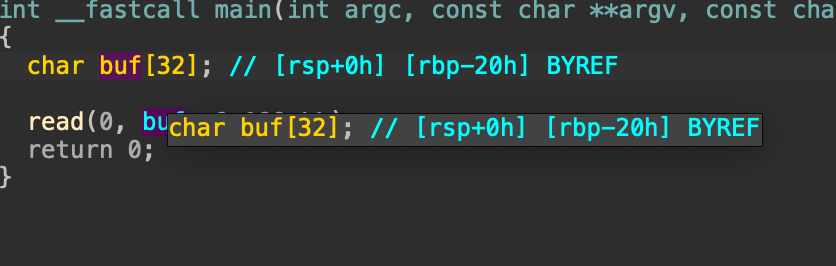 int __fastcall main(int argc, const char **argv, const cha
{
char buf[32]; // [rsp+0h] [rbp-20h] BYREF
read(0, bu
char buf[32]; // [rsp+0h] [rbp-20h] BYREF
return 0;
}